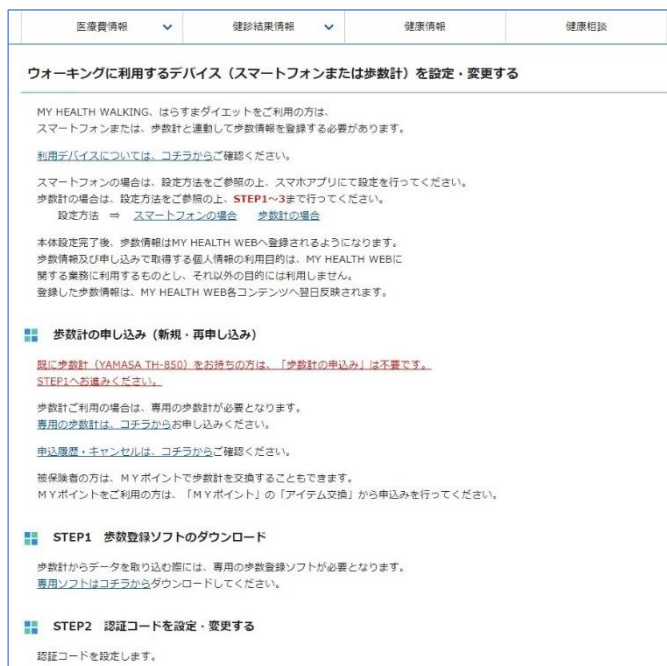 医療費情報
健診結果情報
健康情報
健康相談
ウォーキングに利用するデバイス（スマートフォンまたは歩数計）を設定・変更する
MY HEALTH WALKING、はらすまダイエットをご利用の方は、
スマートフォンまたは、歩数計と連動して歩数情報を登録する必要があります。
利用デバイスについては、コチラからご確認ください。
スマートフォンの場合は、設定方法をご参照の上、スマホアプリにて設定を行ってください。
歩数計の場合は、設定方法をご参照の上、STEP1～3まで行ってください。
設定方法 ⇒ スマートフォンの場合 歩数計の場合
本体設定完了後、歩数情報はMY HEALTH WEBへ登録されるようになります。
歩数情報及び申し込みで取得する個人情報の利用目的は、MY HEALTH WEBに
関する業務に利用するものとし、それ以外の目的には利用しません。
登録した歩数情報は、MY HEALTH WEB各コンテンツへ翌日反映されます。
歩数計の申し込み（新規・再申し込み）
既に歩数計（YAMASA TH-850）をお持ちの方は、「歩数計の申込み」は不要です。
STEP1へお進みください。
歩数計ご利用の場合は、専用の歩数計が必要となります。
専用の歩数計は、コチラからお申し込みください。
申込履歴・キャンセルは、コチラからご確認ください。
被保険者の方は、ＭＹポイントで歩数計を交換することもできます。
ＭＹポイントをご利用の方は、「ＭＹポイント」の「アイテム交換」から申込みを行ってください。
STEP1 歩数登録ソフトのダウンロード
歩数計からデータを取り込む際には、専用の歩数登録ソフトが必要となります。
専用ソフトはコチラからダウンロードしてください。
STEP2 認証コードを設定・変更する
認証コードを設定します。